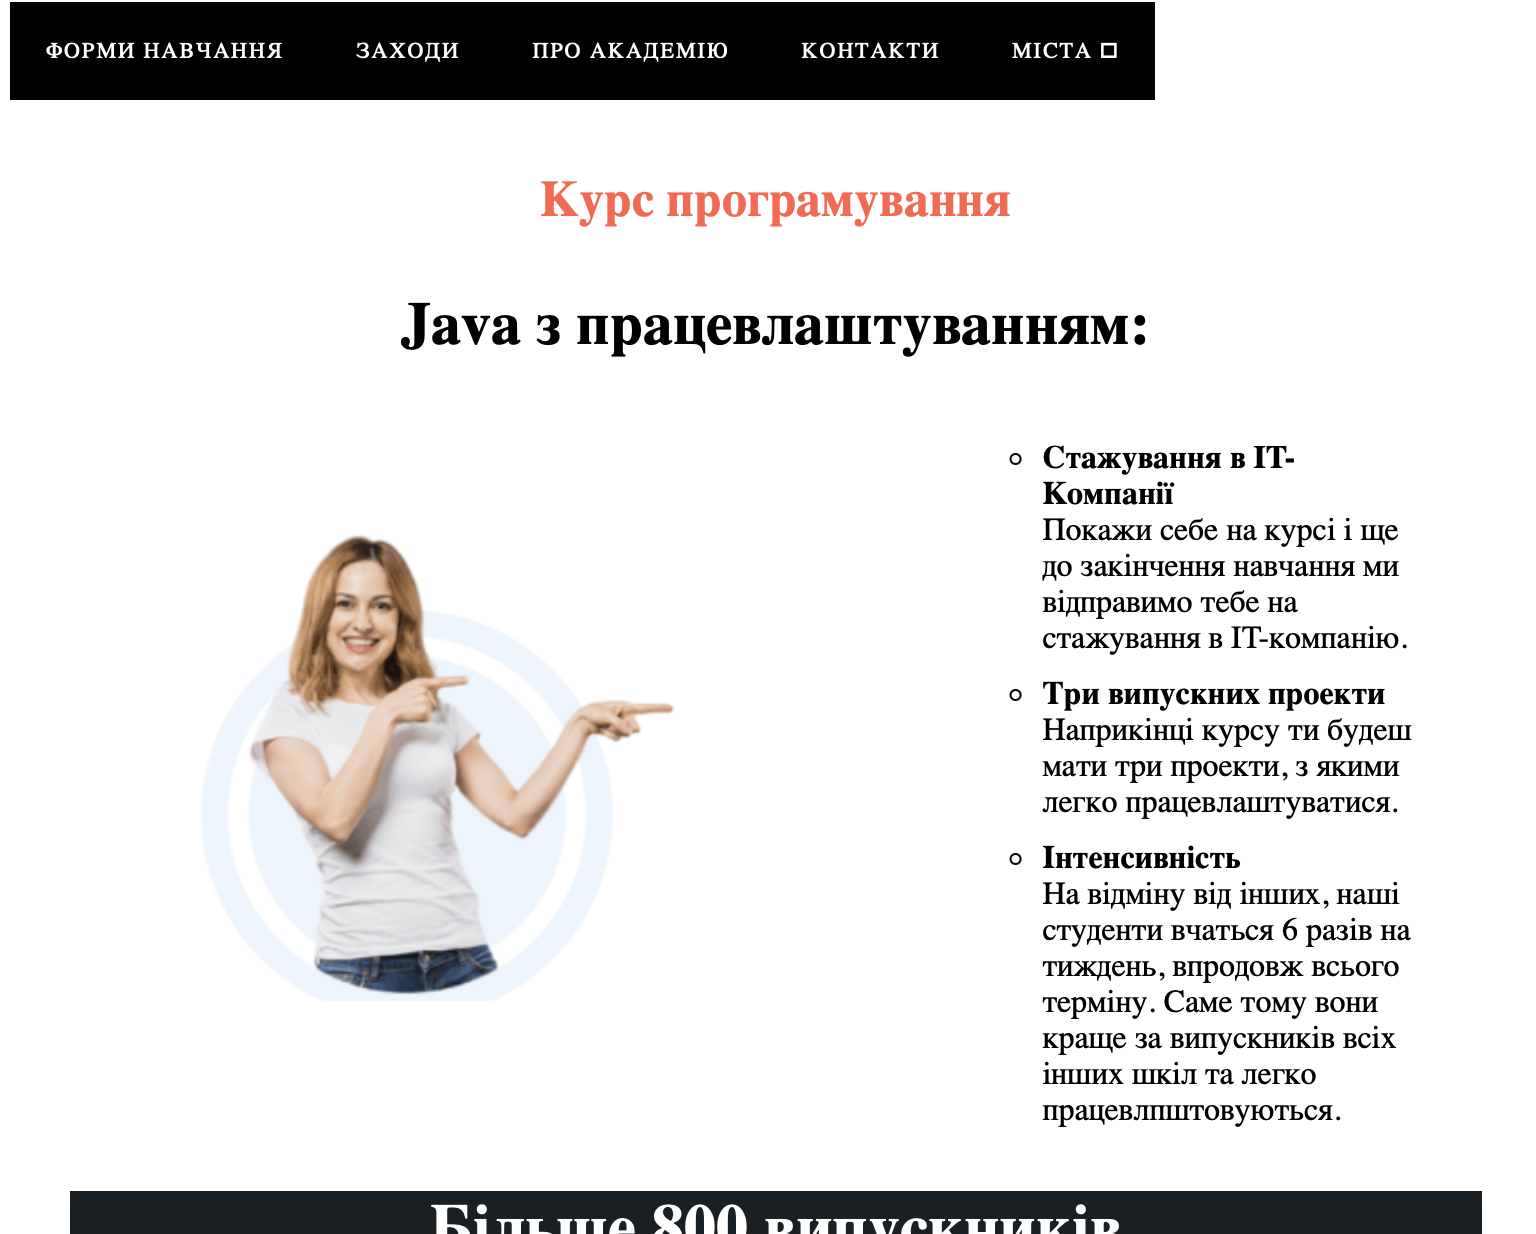 ФОРМИ НАВЧАННЯ ЗАХОДИ ПРО АКАДЕМІЮ КОНТАКТИ МІСТА
Курс програмування
Java з працевлаштуванням:
Стажування в ІТ-
Компанії
Покажи себе на курсі і ще
до закінчення навчання ми
відправимо тебе на
стажування в ІТ-компанію.
Три випускних проекти
Наприкінці курсу ти будеш
мати три проекти, з якими
легко працевлаштуватися.
Інтенсивність
На відміну від інших, наші
студенти вчаться 6 разів на
тиждень, впродовж всього
терміну. Саме тому вони
краще за випускників всіх
інших шкіл та легко
працевлпштовуються.
Більше 800 випускників